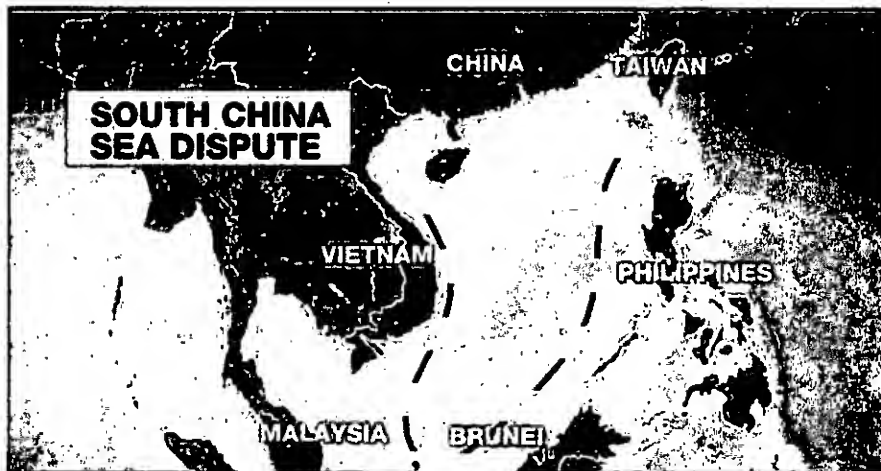 CHINA
TAIWAN
SOUTH CHINA
SEA DISPUTE
VIETNAM
PHILIPPINES
MALAYSIA
BRUNEI